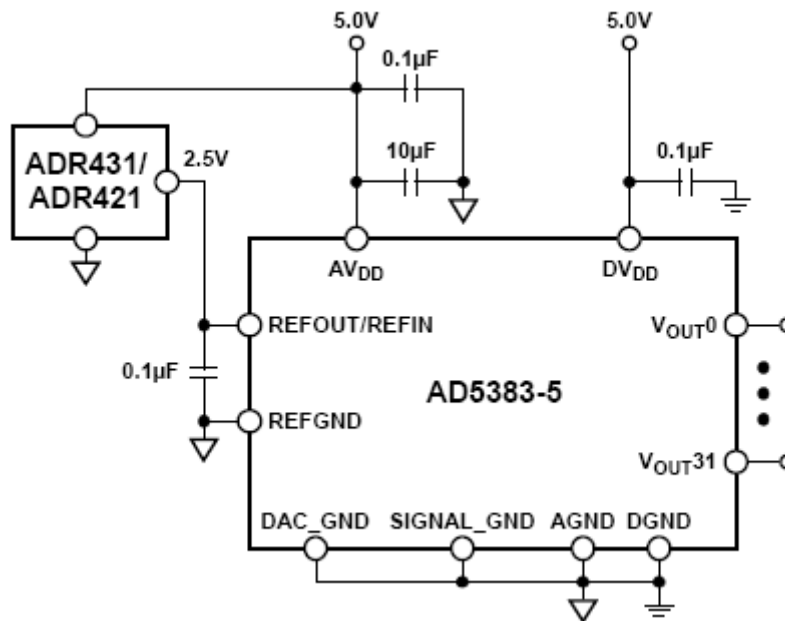 5.0V
5.0V
0.1µF
ADR431/
ADR421
2.5V
10µF
0.1µF
AVDD
DVDD
REFOUT/REFIN
VOUT0
0.1µF
AD5383-5
REFGND
VOUT31
DAC_GND
SIGNAL_GND
AGND
DGND